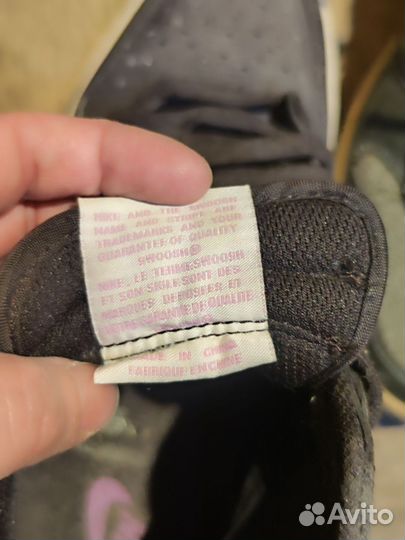 NIKE AND THE SWOOSH
NAME AND STRIPE ARE
TRADEMARKS AND YOUR
GUARANTEE OF QUALITY
SWOOSH®
NIKE, LE TERME SWOOSH
ET SON SIGLE SONT DES
MARQUES DEPOSEES ET
VOTRE GARANTIE DE QUALITE
MADE IN CHINA
FABRIQUE EN CHINE
Avito